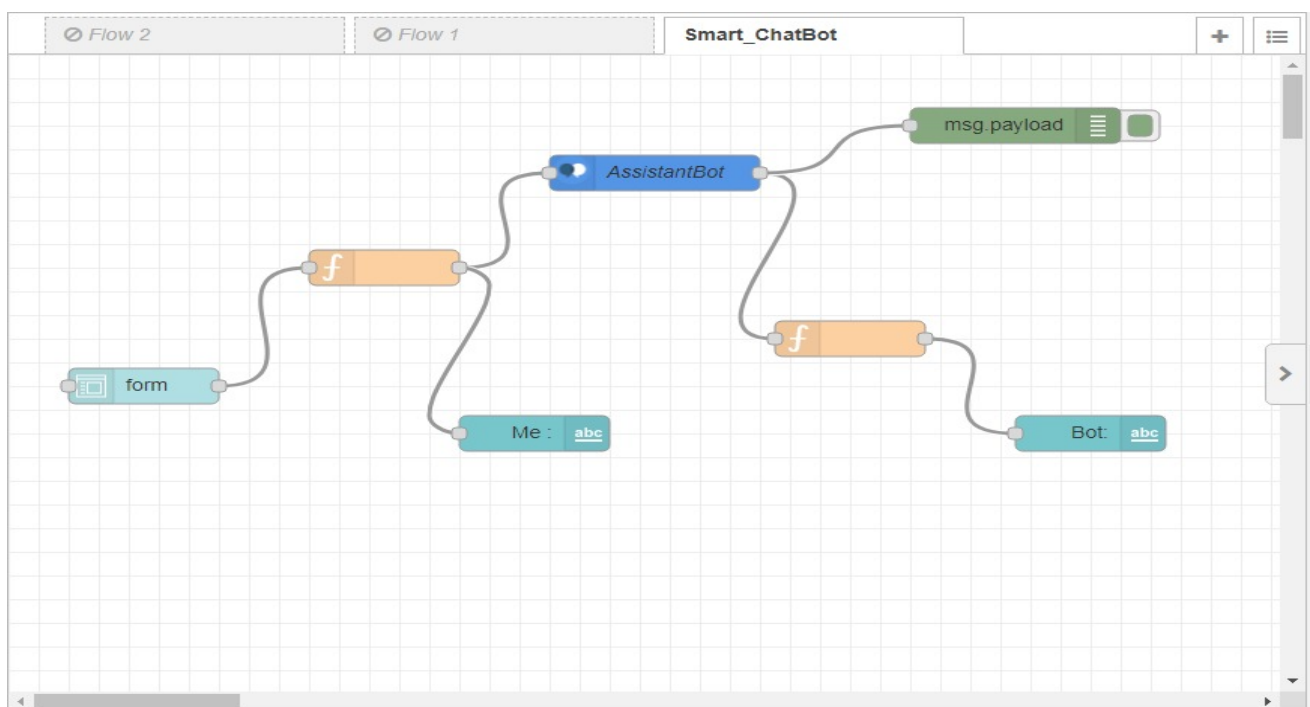 Flow 2
Flow 1
Smart_ChatBot
msg.payload
AssistantBot
form
Me :
abc
Bot:
abc